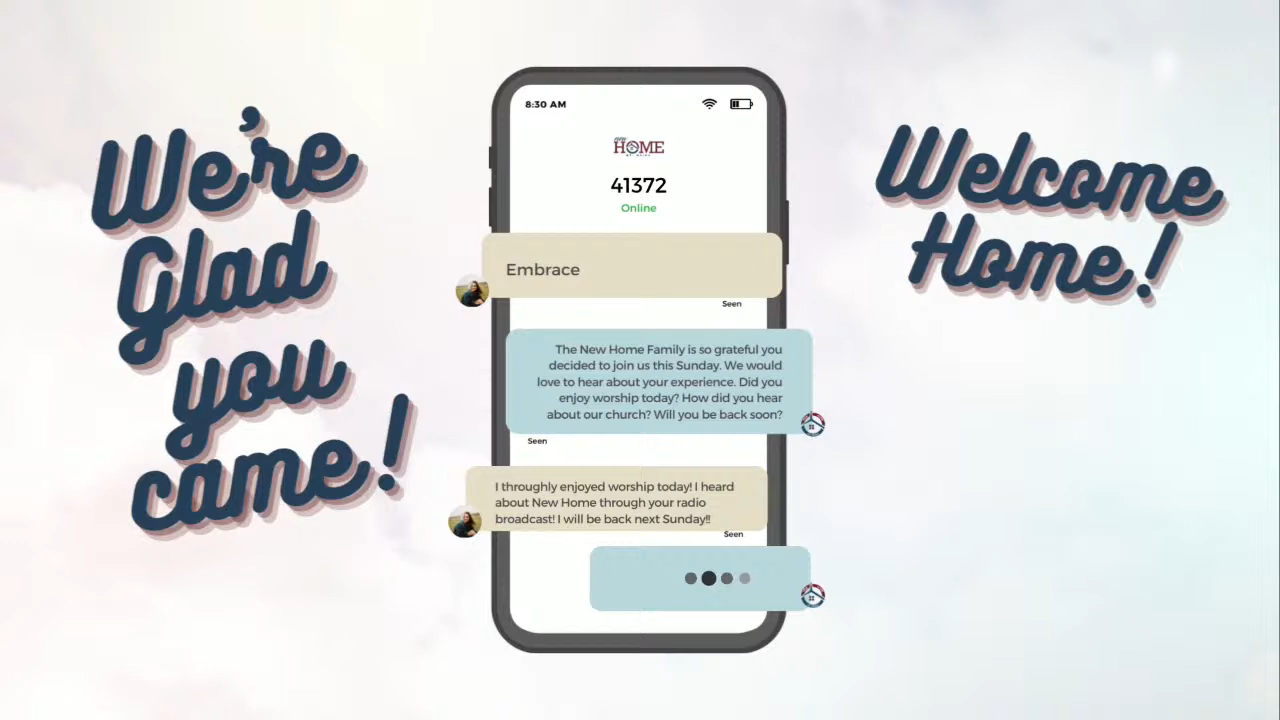 We're
Glad
you
came!
8:30 AM
new
HOME
41372
Online
Embrace
Seen
The New Home Family is so grateful you
decided to join us this Sunday. We would
love to hear about your experience. Did you
enjoy worship today? How did you hear
about our church? Will you be back soon?
Seen
I throughly enjoyed worship today! I heard
about New Home through your radio
broadcast! I will be back next Sunday!!
Seen
Welcome
Home!